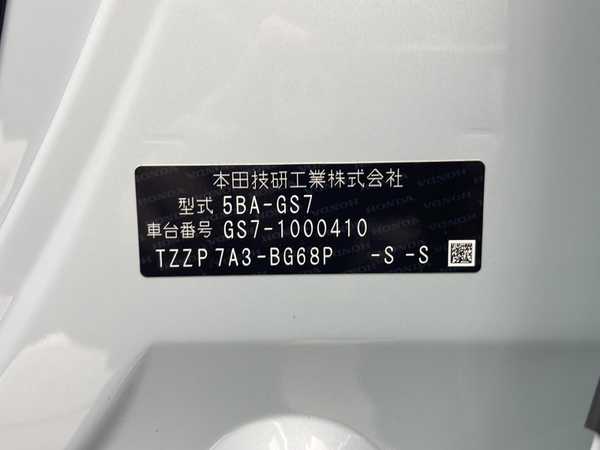 本田技研工業株式会社
型式 5BA-GS7
車台番号 GS7-1000410
TZZP 7A3-BG68P -S -S